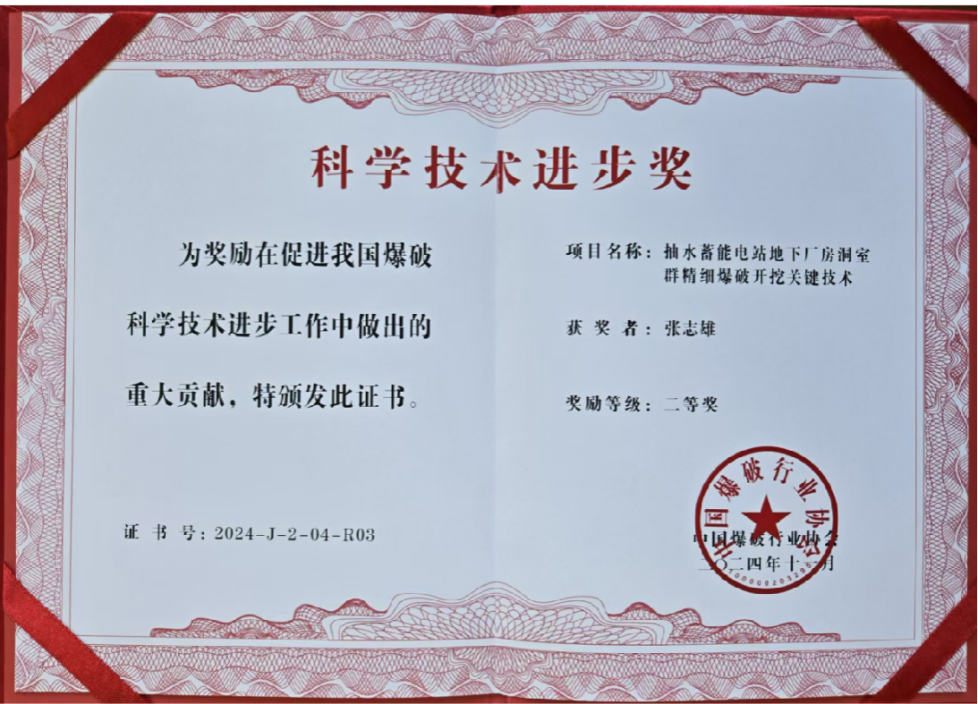 科学技术进步奖
为奖励在促进我国爆破
科学技术进步工作中做出的
重大贡献，特颁发此证书。
证书号：2024-J-2-04-R03
项目名称：抽水蓄能电站地下厂房洞室
群精细爆破开挖关键技术
获奖者：张志雄
奖励等级：二等奖
中国爆破行业协会
中国爆破行业协会
二〇二四年十一月